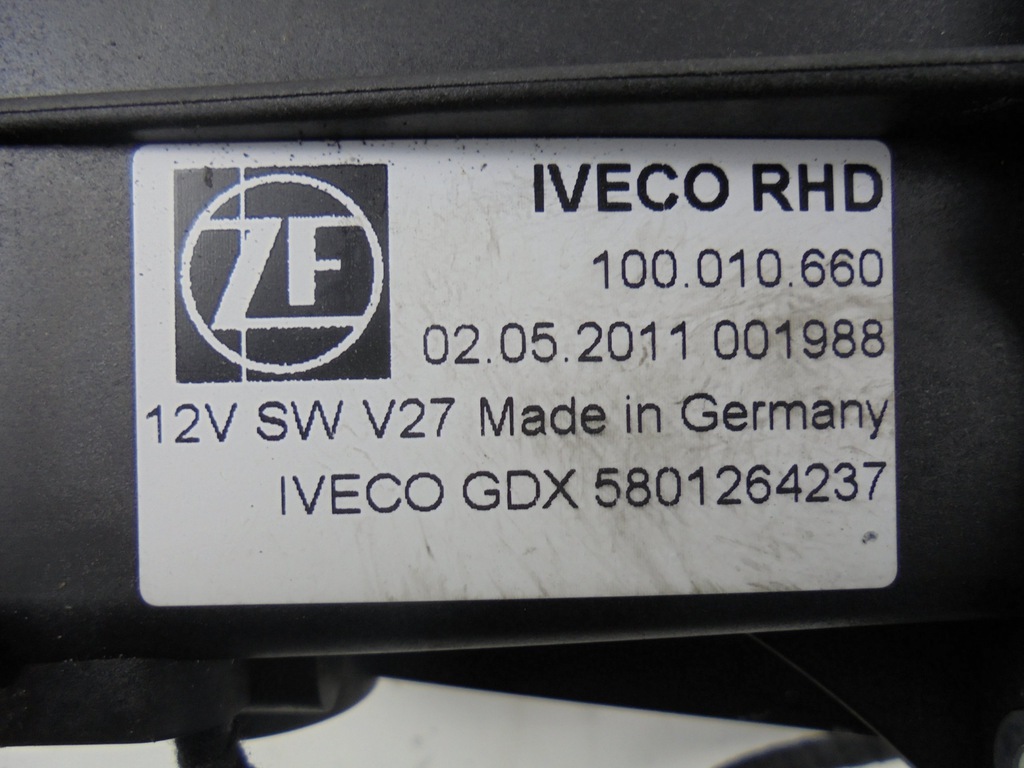 ZF
IVECO RHD
100.010.660
02.05.2011 001988
12V SW V27 Made in Germany
IVECO GDX 5801264237